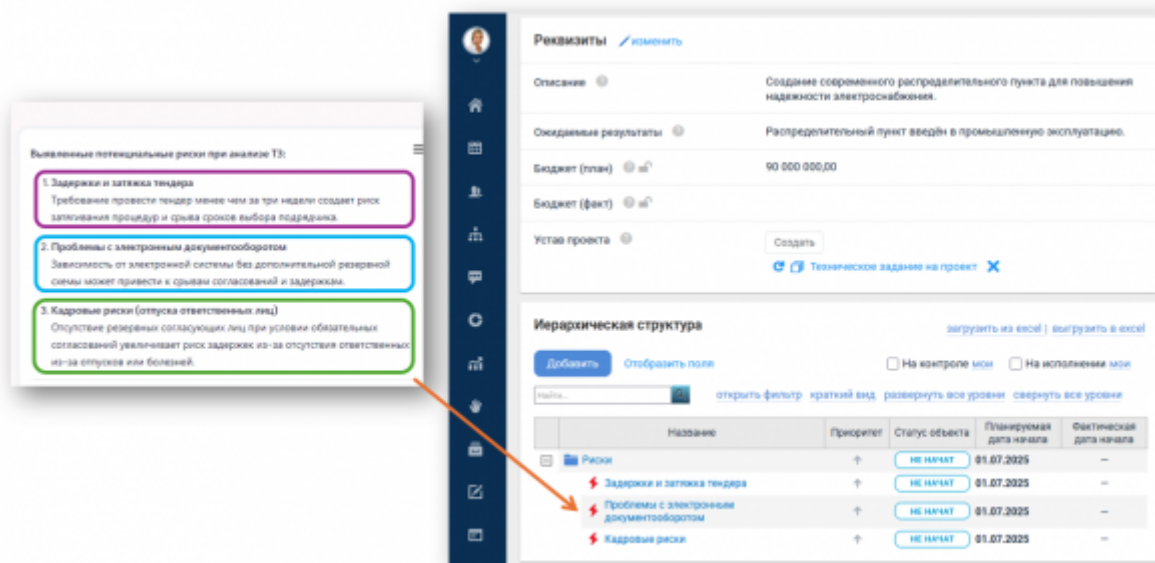 Выявленные потенциальные риски при анализе ТЗ:
1. Задержки и затяжка тендера
Требование провести тендер менее чем за три недели создает риск
затягивания процедур и срыва сроков выбора подрядчика.
2. Проблемы с электронным документооборотом
Зависимость от электронной системы без дополнительной резервной
схемы может привести к срывам согласований и задержкам.
3. Кадровые риски (отпуска ответственных лиц)
Отсутствие резервных согласующих лиц при условии обязательных
согласований увеличивает риск задержек из-за отсутствия ответственных
из-за отпусков или болезней.
Реквизиты изменить
Описание Создание современного распределительного пункта для повышения
надежности электроснабжения.
Ожидаемые результаты Распределительный пункт введён в промышленную эксплуатацию.
Бюджет (план) 90 000 000,00
Бюджет (факт)
Устав проекта Создать
Техническое задание на проект
Иерархическая структура загрузить из excel | выгрузить в excel
Добавить Отобразить поля На контроле мои На исполнении мои
Найти... открыть фильтр краткий вид развернуть все уровни свернуть все уровни
Название Приоритет Статус объекта Планируемая дата начала Фактическая дата начала
Риски НЕ НАЧАТ 01.07.2025 –
Задержки и затяжка тендера НЕ НАЧАТ 01.07.2025 –
Проблемы с электронным
документооборотом НЕ НАЧАТ 01.07.2025 –
Кадровые риски НЕ НАЧАТ 01.07.2025 –